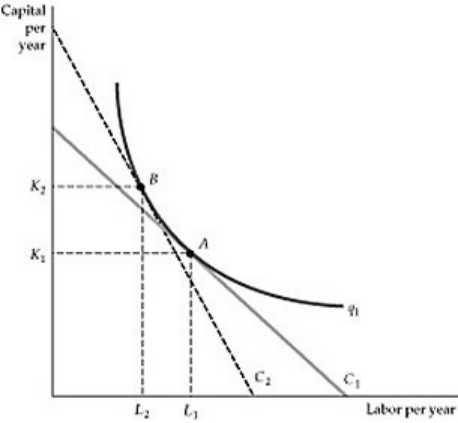 Capital
per
year
B
K2
A
K1
q1
C2
C1
L2
L1
Labor per year